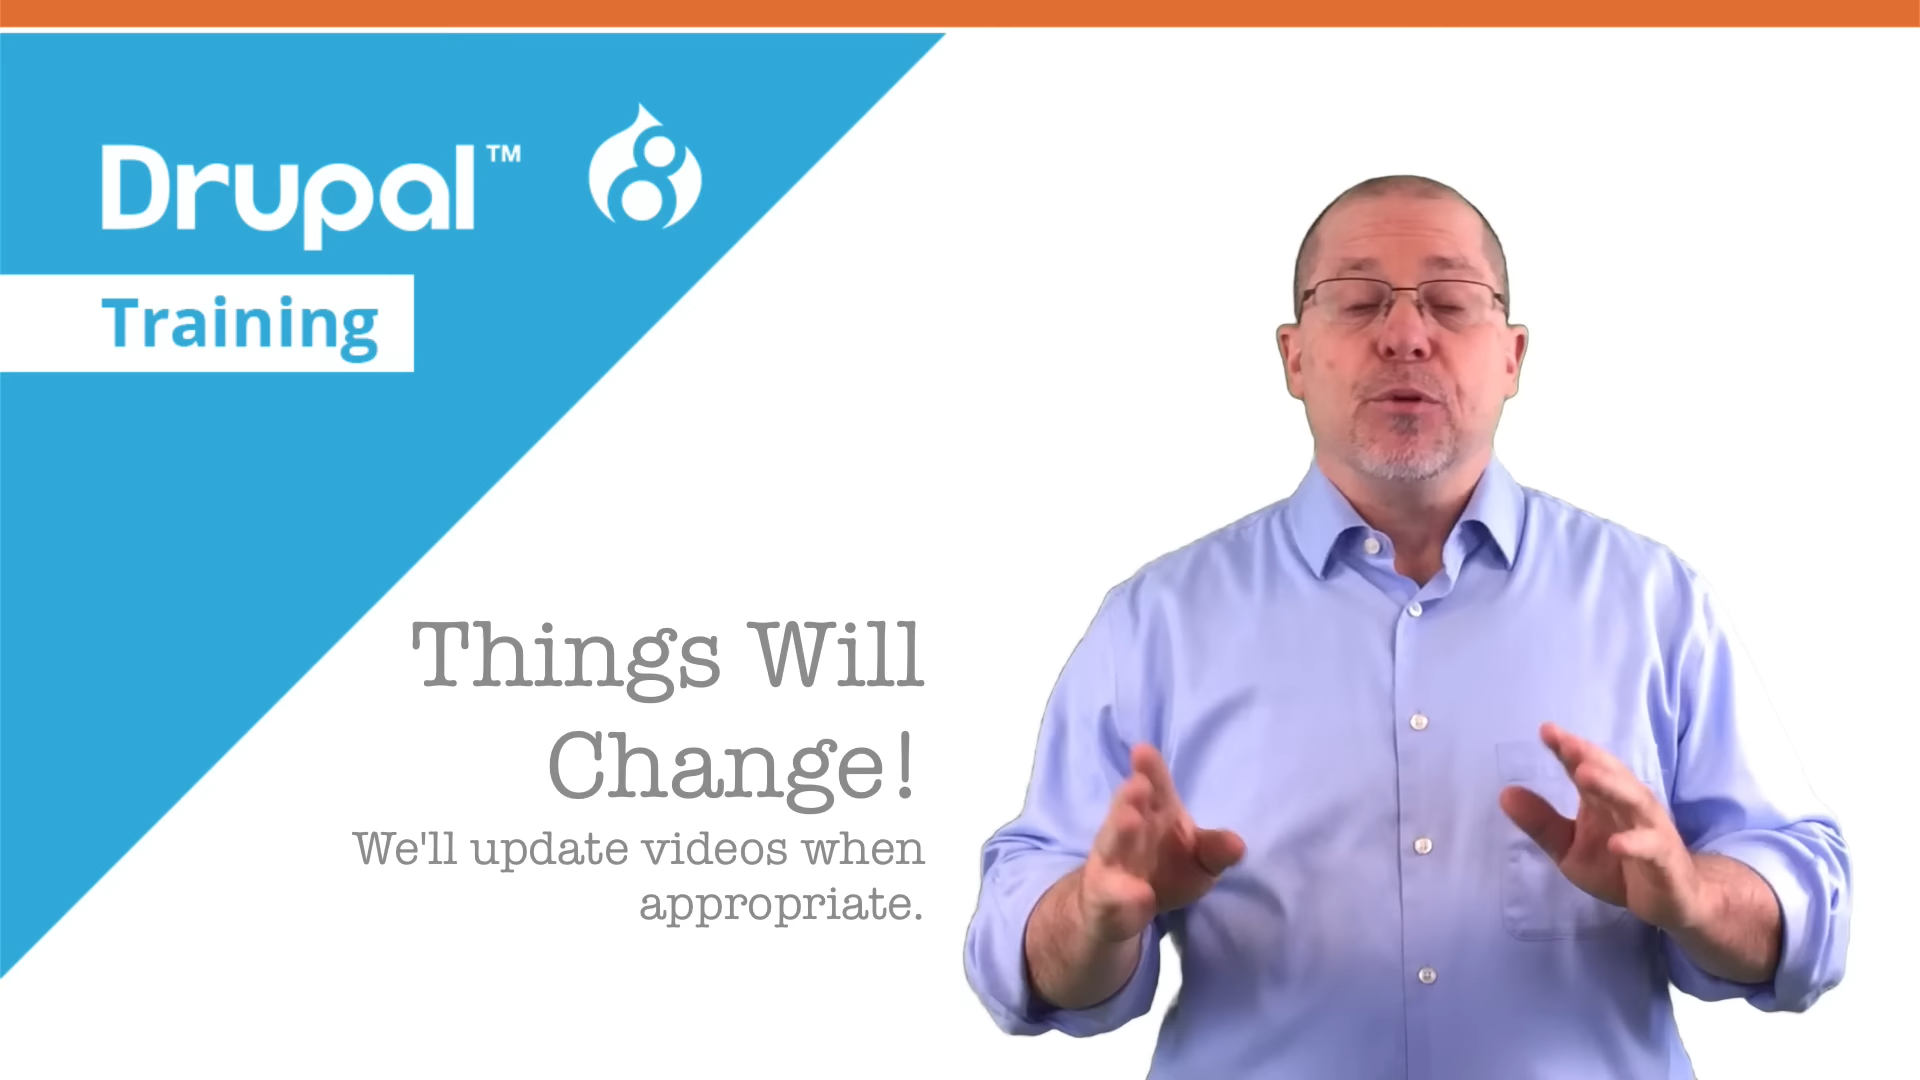 Drupal™
Training
Things Will
Change!
We'll update videos when
appropriate.